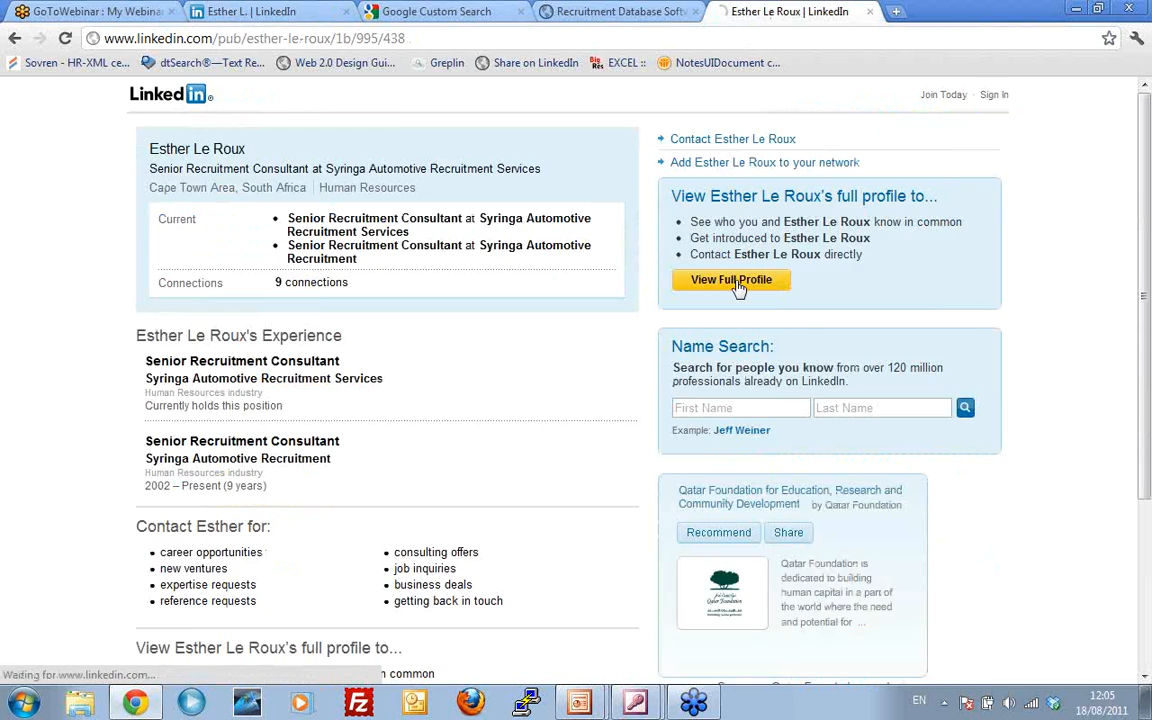 GoToWebinar : My Webinar
Esther L. | LinkedIn
Google Custom Search
Recruitment Database Softw
Esther Le Roux | LinkedIn
www.linkedin.com/pub/esther-le-roux/1b/995/438
Sovren - HR-XML ce...
dtSearch®—Text Re...
Web 2.0 Design Gui...
Greplin
Share on LinkedIn
EXCEL ::
NotesUIDocument c...
Linked in
Join Today · Sign In
Esther Le Roux
Senior Recruitment Consultant at Syringa Automotive Recruitment Services
Cape Town Area, South Africa | Human Resources
Current
• Senior Recruitment Consultant at Syringa Automotive
Recruitment Services
• Senior Recruitment Consultant at Syringa Automotive
Recruitment
Connections
9 connections
Esther Le Roux's Experience
Senior Recruitment Consultant
Syringa Automotive Recruitment Services
Human Resources industry
Currently holds this position
Senior Recruitment Consultant
Syringa Automotive Recruitment
Human Resources industry
2002 – Present (9 years)
Contact Esther for:
• career opportunities
• new ventures
• expertise requests
• reference requests
• consulting offers
• job inquiries
• business deals
• getting back in touch
View Esther Le Roux's full profile to...
n common
Contact Esther Le Roux
Add Esther Le Roux to your network
View Esther Le Roux's full profile to...
• See who you and Esther Le Roux know in common
• Get introduced to Esther Le Roux
• Contact Esther Le Roux directly
View Full Profile
Name Search:
Search for people you know from over 120 million
professionals already on LinkedIn.
First Name
Last Name
Example: Jeff Weiner
Qatar Foundation for Education, Research and
Community Development by Qatar Foundation
Recommend
Share
Qatar Foundation
Qatar Foundation is
dedicated to building
human capital in a part of
the world where the need
and potential for ...
Waiting for www.linkedin.com...
EN
12:05
18/08/2011